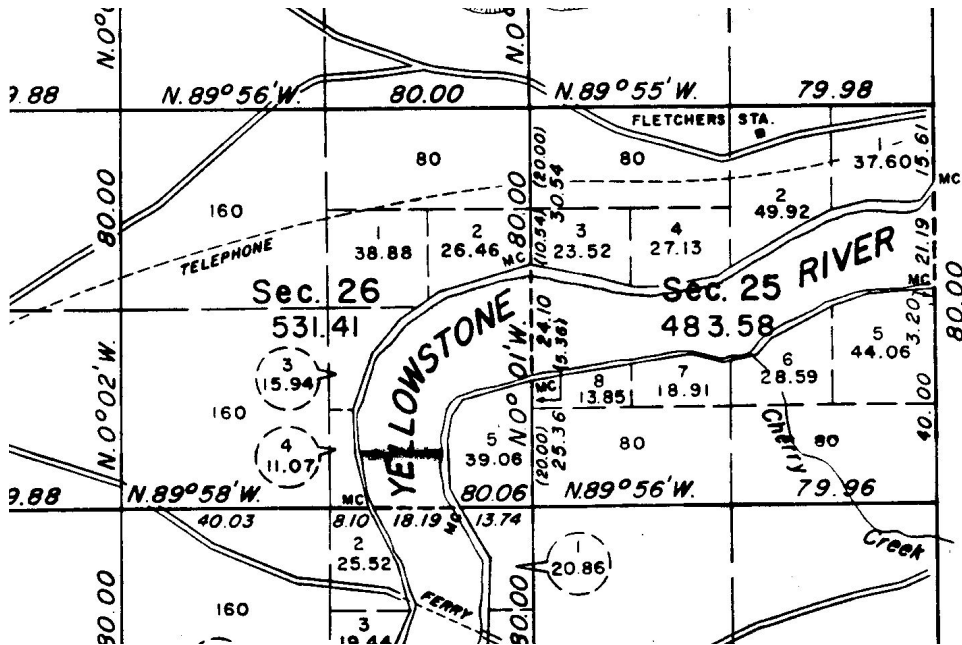 N.0°0
N.0°0
9.88
N.89°56'W.
80.00
N.89°55'W.
79.98
FLETCHERS STA.
80
(20.00)
80
1
37.60
15.61
MC
30.54
2
49.92
160
80.00
80.00
1
38.88
2
26.46
(10.54)
3
23.52
4
27.13
TELEPHONE
MC
21.19
Sec. 26
531.41
Sec. 25
483.58
RIVER
YELLOWSTONE
MC
80.00
24.10
(5.36)
3.20
5
44.06
3
15.94
N.0°01'W.
MC
8
13.85
7
18.91
6
28.59
N.0°02'W.
160
40.00
Cherry
4
11.07
5
39.06
(20.00)
25.36
80
80
9.88
N.89°58'W.
MC
80.06
N.89°56'W.
79.96
40.03
8.10
18.19
MC
13.74
Creek
2
25.52
1
20.86
80.00
160
FERRY
80.00
3
19.44